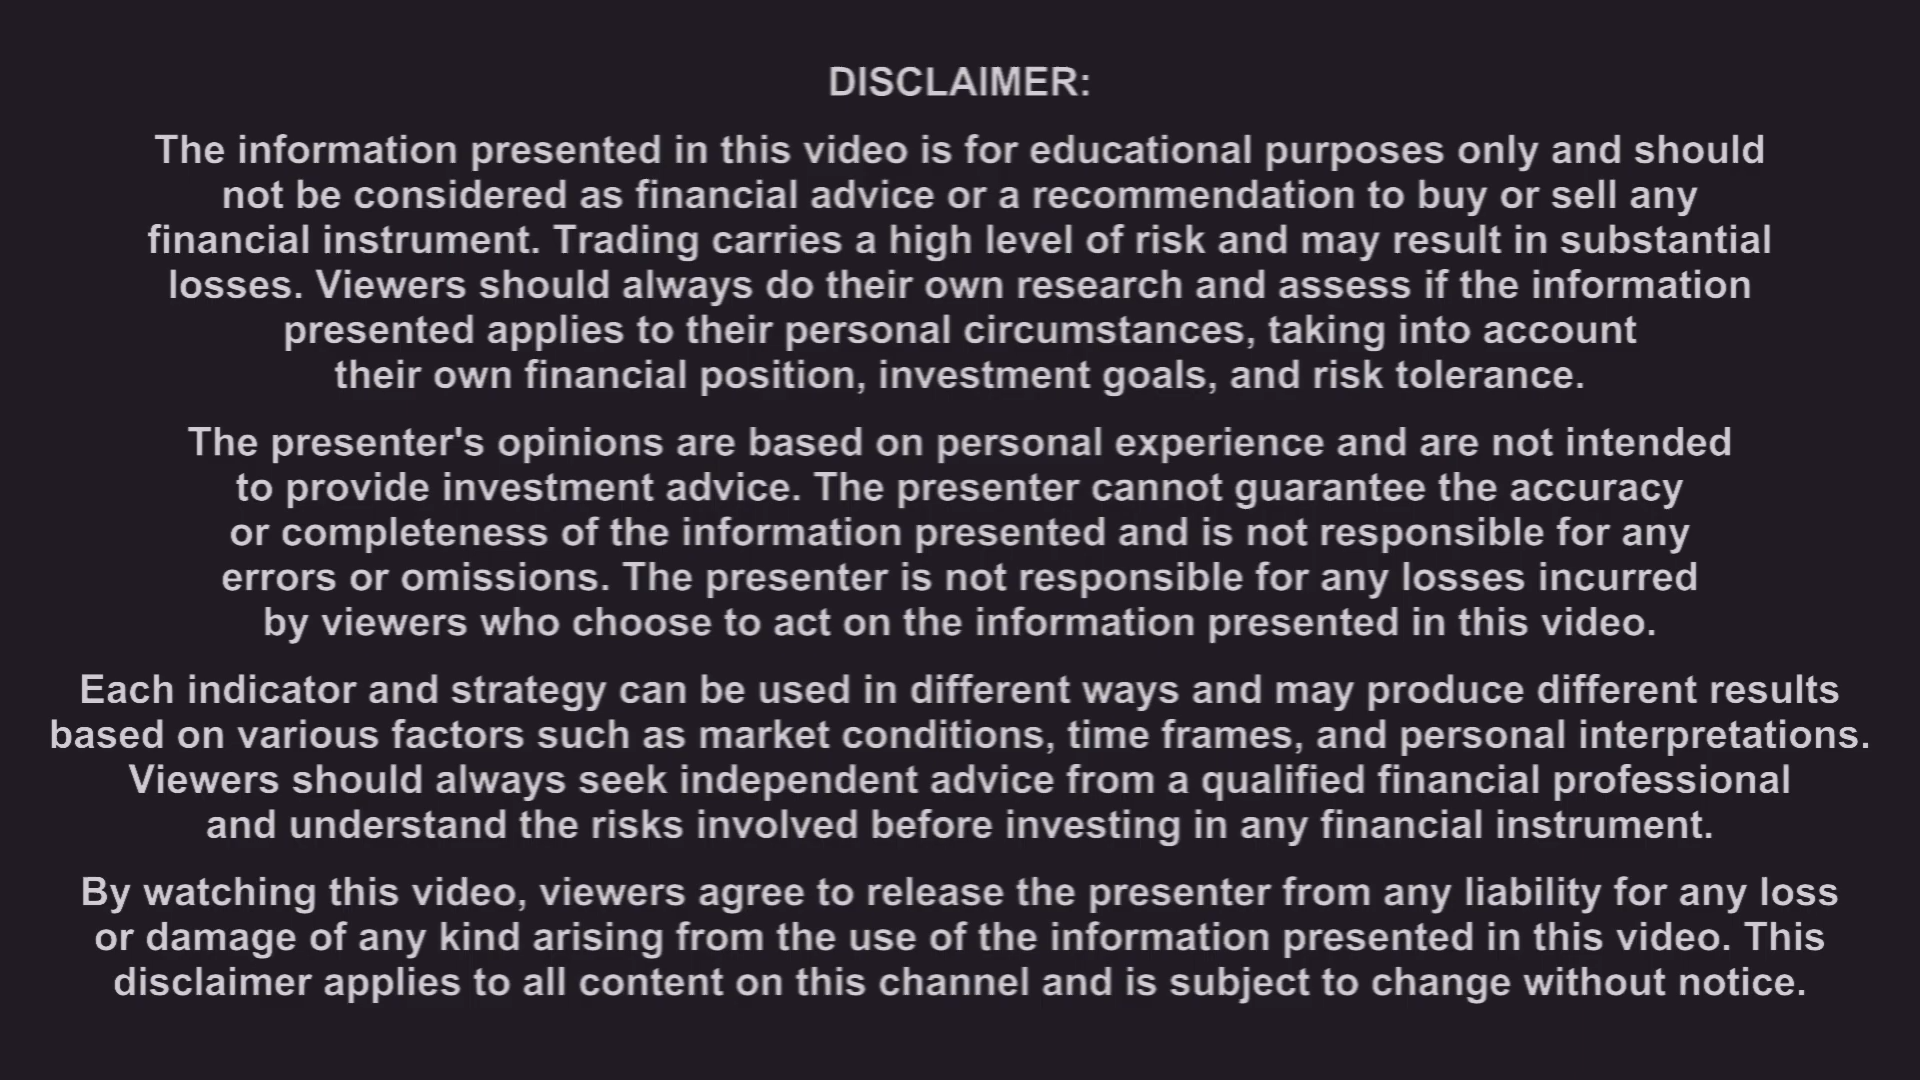 DISCLAIMER:
The information presented in this video is for educational purposes only and should
not be considered as financial advice or a recommendation to buy or sell any
financial instrument. Trading carries a high level of risk and may result in substantial
losses. Viewers should always do their own research and assess if the information
presented applies to their personal circumstances, taking into account
their own financial position, investment goals, and risk tolerance.
The presenter's opinions are based on personal experience and are not intended
to provide investment advice. The presenter cannot guarantee the accuracy
or completeness of the information presented and is not responsible for any
errors or omissions. The presenter is not responsible for any losses incurred
by viewers who choose to act on the information presented in this video.
Each indicator and strategy can be used in different ways and may produce different results
based on various factors such as market conditions, time frames, and personal interpretations.
Viewers should always seek independent advice from a qualified financial professional
and understand the risks involved before investing in any financial instrument.
By watching this video, viewers agree to release the presenter from any liability for any loss
or damage of any kind arising from the use of the information presented in this video. This
disclaimer applies to all content on this channel and is subject to change without notice.